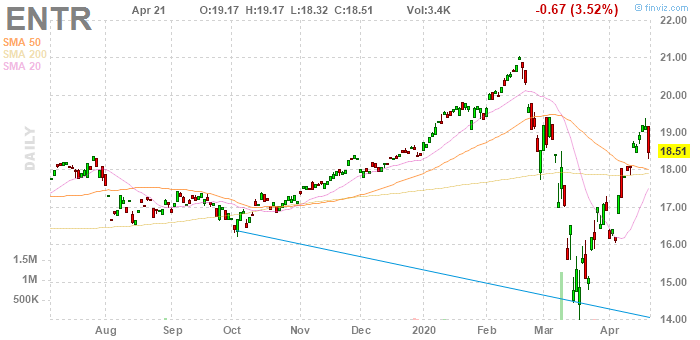 ENTR
Apr 21 O:19.17 H:19.17 L:18.32 C:18.51 Vol:3.4K -0.67 (3.52%)
© finviz.com
SMA 50
SMA 200
SMA 20
DAILY
22.00
21.00
20.00
19.00
18.51
18.00
17.00
16.00
15.00
14.00
1.5M
1M
500K
Aug Sep Oct Nov Dec 2020 Feb Mar Apr